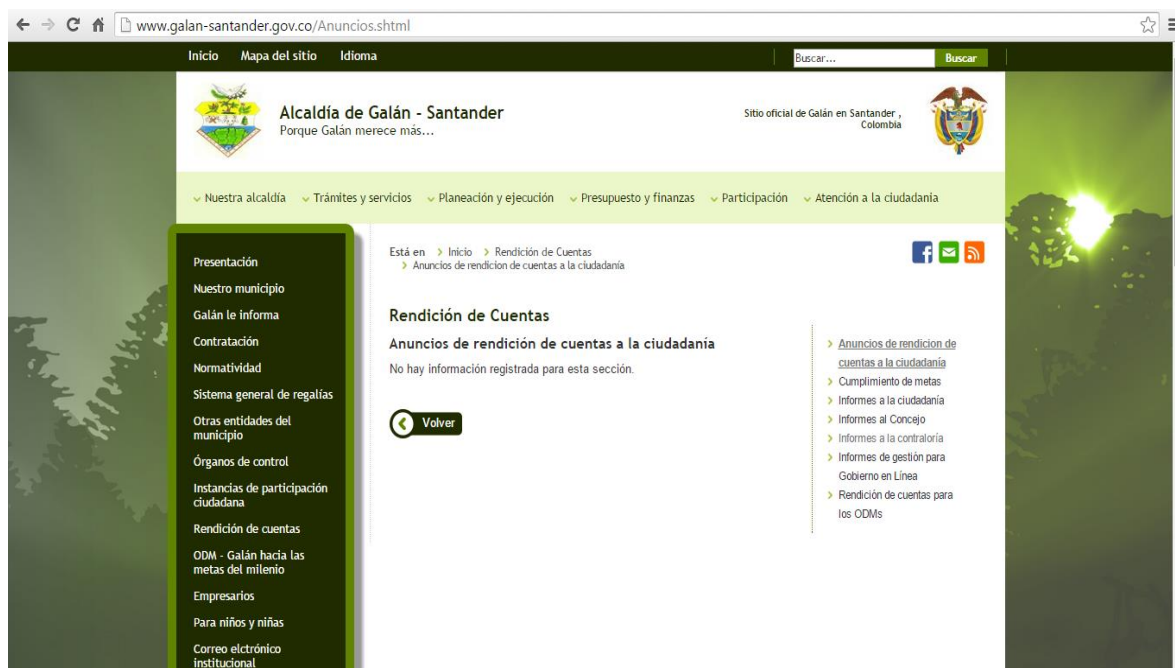 www.galan-santander.gov.co/Anuncios.shtml
Inicio Mapa del sitio Idioma
Buscar... Buscar
Alcaldía de Galán - Santander
Porque Galán merece más...
Sitio oficial de Galán en Santander ,
Colombia
Nuestra alcaldía Trámites y servicios Planeación y ejecución Presupuesto y finanzas Participación Atención a la ciudadania
Presentación
Nuestro municipio
Galán le informa
Contratación
Normatividad
Sistema general de regalías
Otras entidades del
municipio
Órganos de control
Instancias de participación
ciudadana
Rendición de cuentas
ODM - Galán hacia las
metas del milenio
Empresarios
Para niños y niñas
Correo elctrónico
institucional
Está en > Inicio > Rendición de Cuentas
> Anuncios de rendicion de cuentas a la ciudadanía
Rendición de Cuentas
Anuncios de rendición de cuentas a la ciudadanía
No hay información registrada para esta sección.
Volver
> Anuncios de rendicion de
cuentas a la ciudadanía
> Cumplimiento de metas
> Informes a la ciudadanía
> Informes al Concejo
> Informes a la contraloría
> Informes de gestión para
Gobierno en Línea
> Rendición de cuentas para
los ODMs